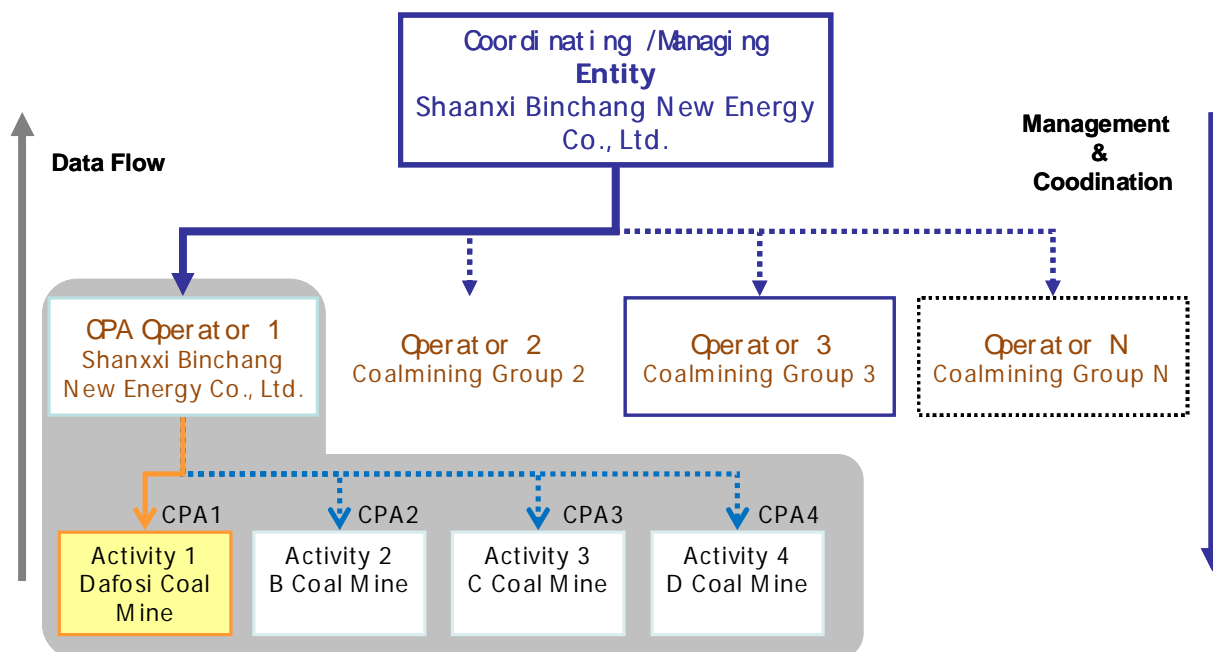 Coordinating /Managing
Entity
Shaanxi Binchang New Energy
Co., Ltd.
Data Flow
Management
&
Coodination
CPA Operator 1
Shanxxi Binchang
New Energy Co., Ltd.
Operator 2
Coalmining Group 2
Operator 3
Coalmining Group 3
Operator N
Coalmining Group N
CPA1
CPA2
CPA3
CPA4
Activity 1
Dafosi Coal
Mine
Activity 2
B Coal Mine
Activity 3
C Coal Mine
Activity 4
D Coal Mine